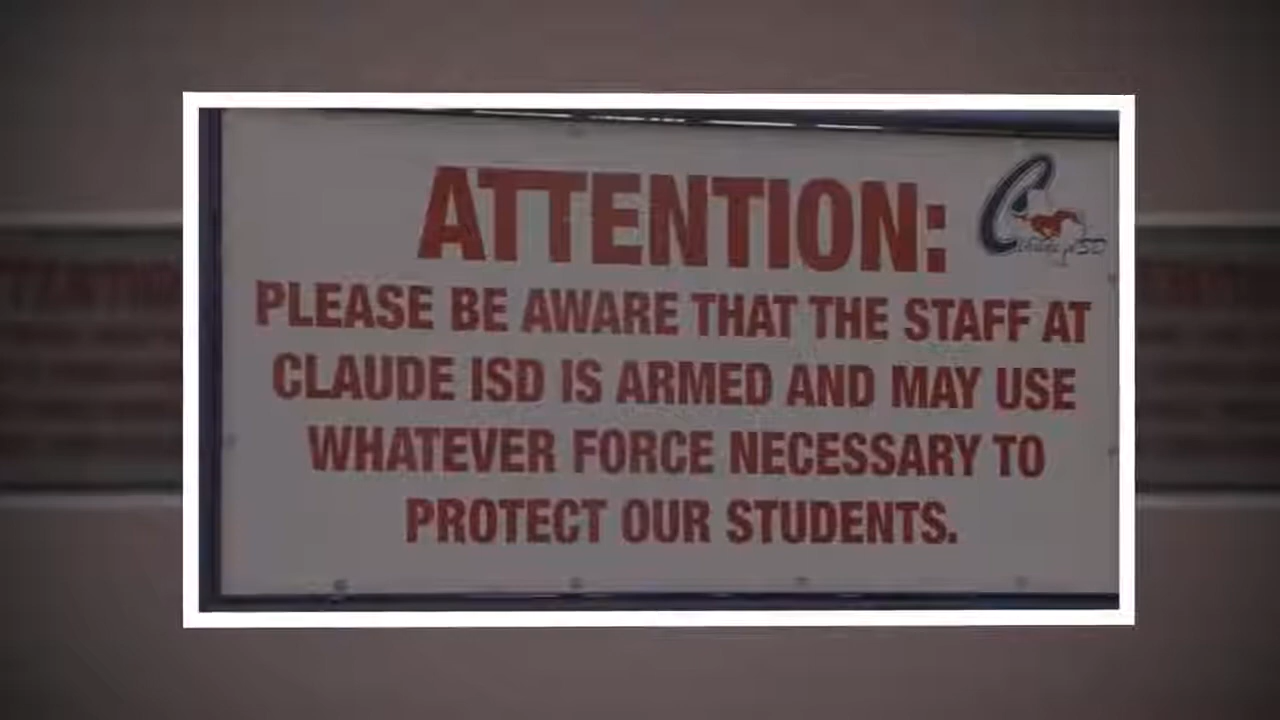 ATTENTION:
PLEASE BE AWARE THAT THE STAFF AT
CLAUDE ISD IS ARMED AND MAY USE
WHATEVER FORCE NECESSARY TO
PROTECT OUR STUDENTS.